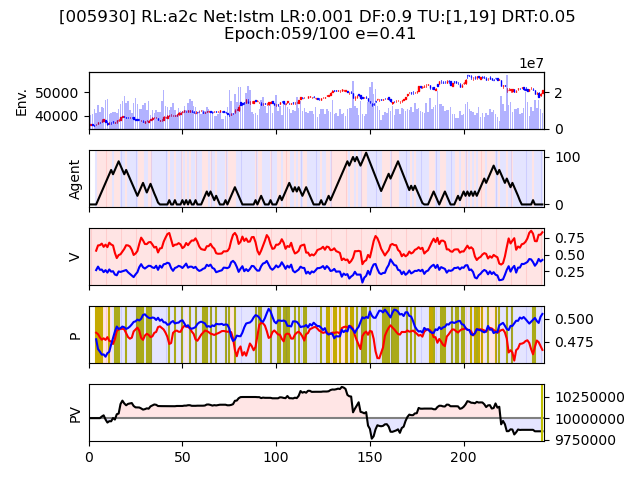 [005930] RL:a2c Net:lstm LR:0.001 DF:0.9 TU:[1,19] DRT:0.05
Epoch:059/100 e=0.41
1e7
Env.
50000
40000
2
0
Agent
100
0
V
0.75
0.50
0.25
P
0.500
0.475
PV
10250000
10000000
9750000
0
50
100
150
200